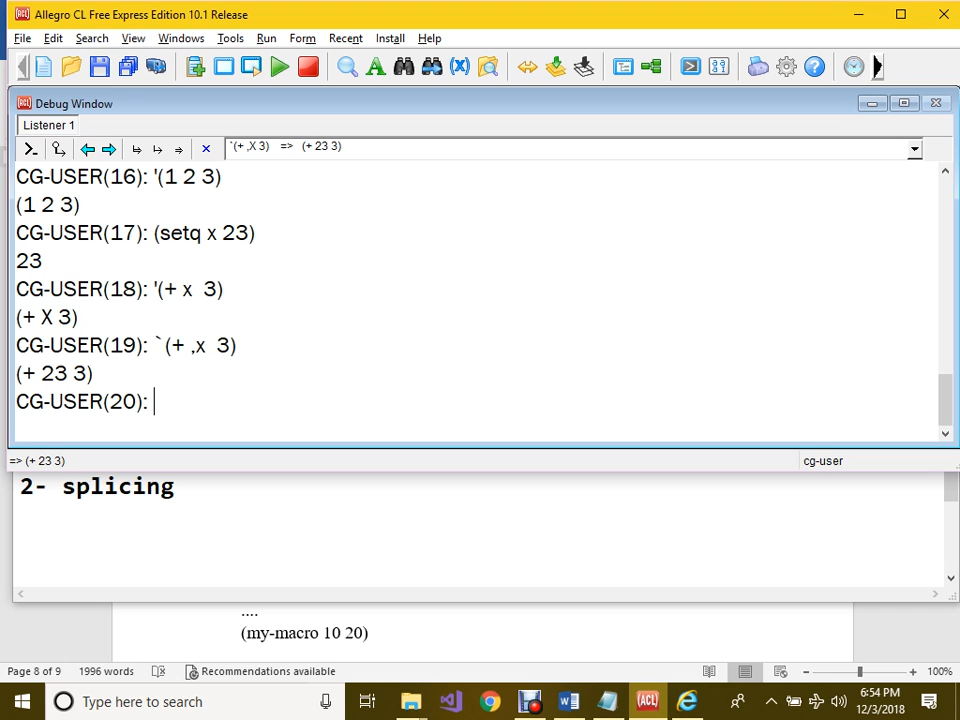 Allegro CL Free Express Edition 10.1 Release
File Edit Search View Windows Tools Run Form Recent Install Help
Debug Window
Listener 1
`(+ ,X 3) => (+ 23 3)
CG-USER(16): '(1 2 3)
(1 2 3)
CG-USER(17): (setq x 23)
23
CG-USER(18): '(+ x  3)
(+ X 3)
CG-USER(19): `(+ ,x  3)
(+ 23 3)
CG-USER(20):
=> (+ 23 3) cg-user
2- splicing
....
(my-macro 10 20)
Page 8 of 9 1996 words Recommendations available 100%
Type here to search
6:54 PM
12/3/2018